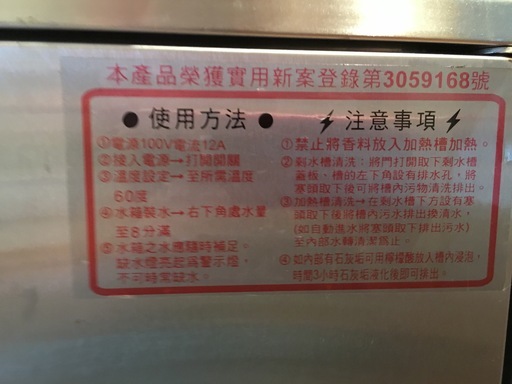 本產品榮獲實用新案登錄第3059168號
● 使用方法 ●
①電源100V電流12A
②接入電源→打開開關
③溫度設定→至所需溫度
60度
④水箱裝水→右下角處水量
至8分滿
⑤水箱之水應隨時補足。
缺水燈亮起為警示燈，
不可時常缺水。
注意事項
①禁止將香料放入加熱槽加熱。
②剩水槽清洗：將門打開取下剩水槽
蓋板，槽的左下角設有排水孔，將
塞頭取下後可將槽內污物清洗排出。
③加熱槽清洗→在剩水槽下方設有塞
頭取下後將槽內污水排出換清水，
(如自動進水將塞頭取下排出污水)
至內部水轉清潔為止。
④如內部有石灰垢可用檸檬酸放入槽內浸泡，
時間3小時石灰垢液化後即可排出。